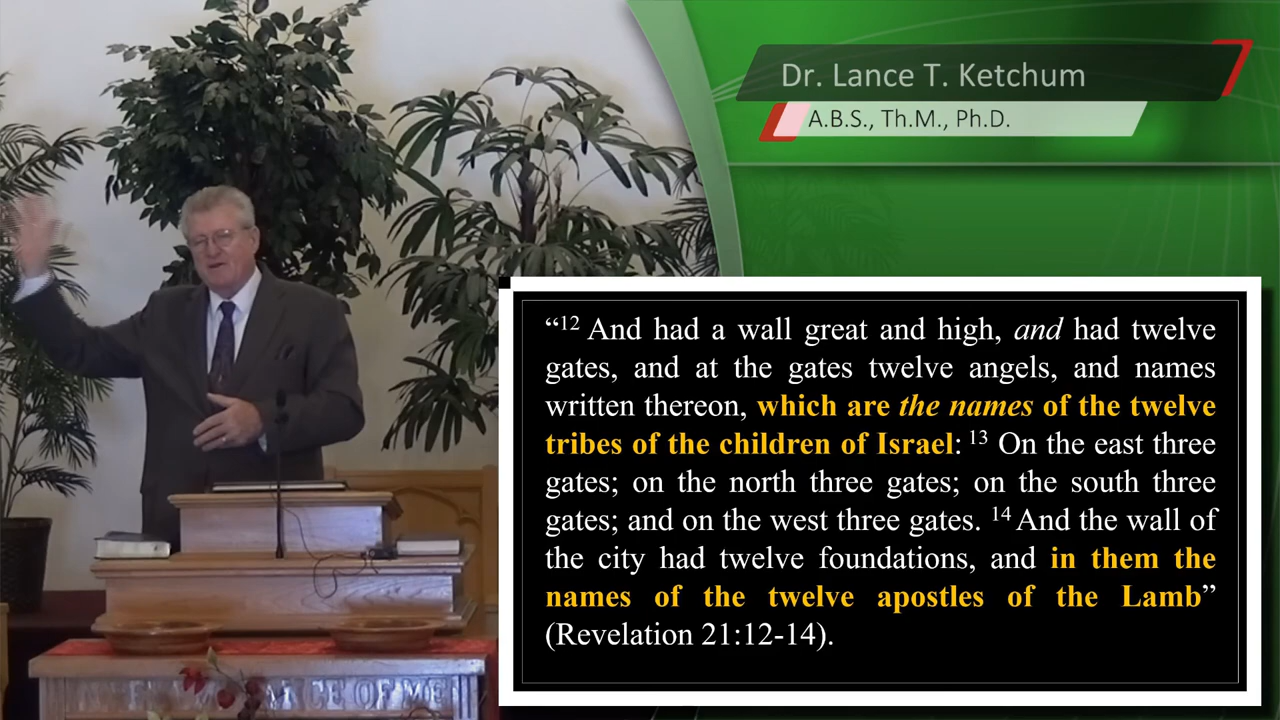 Dr. Lance T. Ketchum
A.B.S., Th.M., Ph.D.
“12 And had a wall great and high, and had twelve
gates, and at the gates twelve angels, and names
written thereon, which are the names of the twelve
tribes of the children of Israel: 13 On the east three
gates; on the north three gates; on the south three
gates; and on the west three gates. 14 And the wall of
the city had twelve foundations, and in them the
names of the twelve apostles of the Lamb”
(Revelation 21:12-14).
OF ME